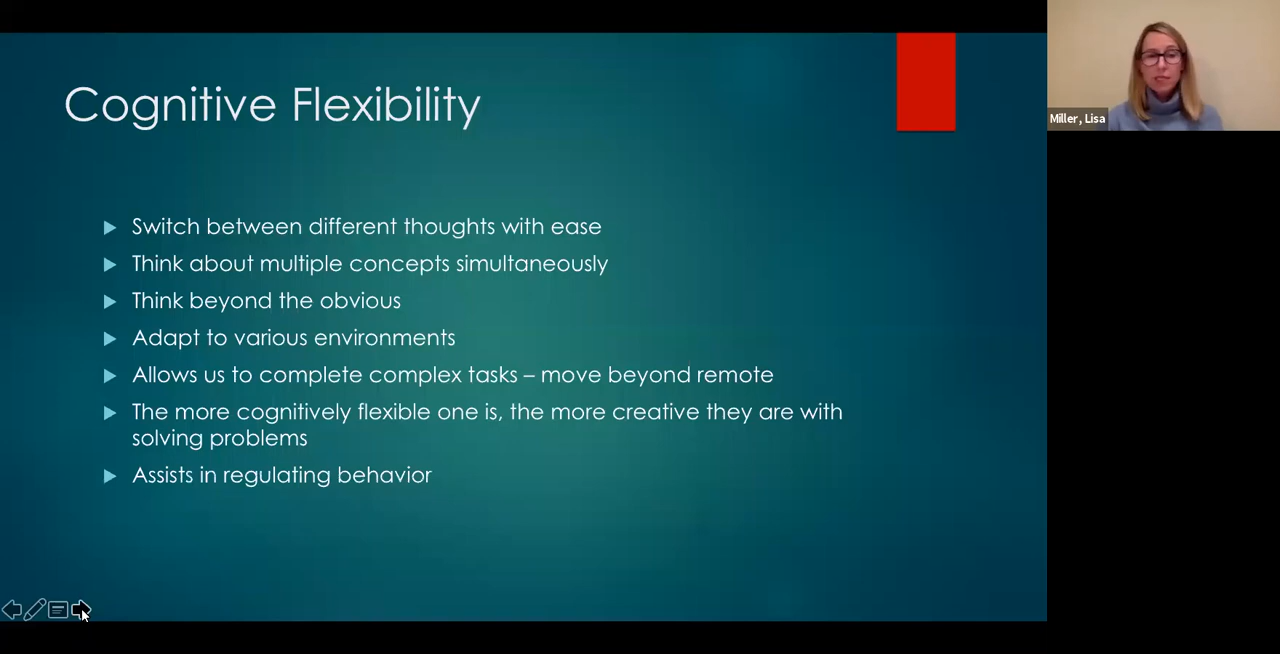 Cognitive Flexibility
Miller, Lisa
Switch between different thoughts with ease
Think about multiple concepts simultaneously
Think beyond the obvious
Adapt to various environments
Allows us to complete complex tasks – move beyond remote
The more cognitively flexible one is, the more creative they are with
solving problems
Assists in regulating behavior